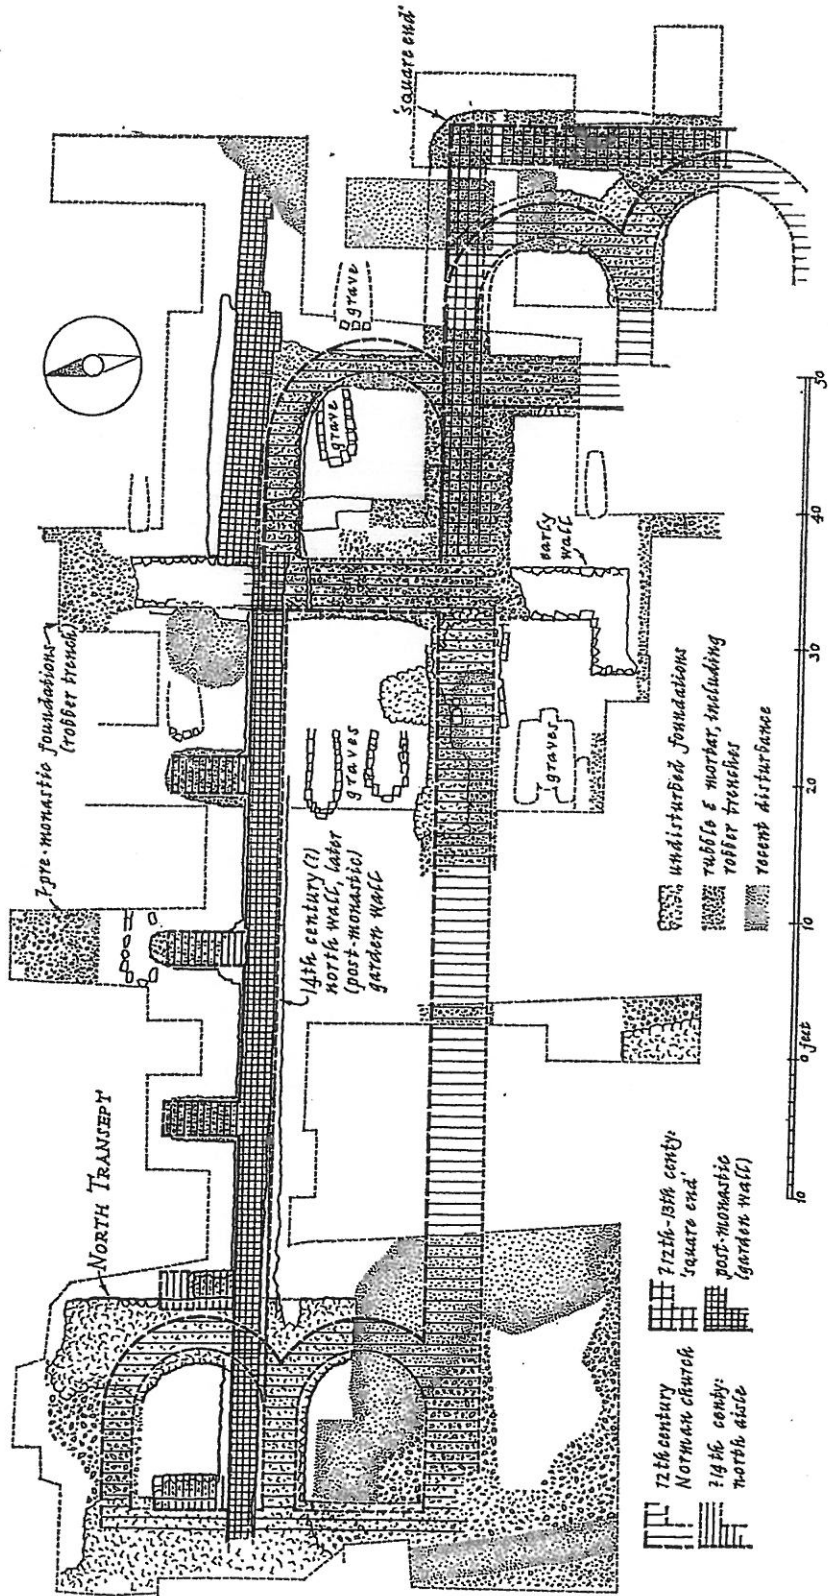 'square end'
grave
grave
early
wall
?pre-monastic foundations
(robber trench)
graves
graves
14th century (?)
north wall, later
(post-monastic)
garden wall
NORTH TRANSEPT
undisturbed foundations
rubble & mortar, including
robber trenches
recent disturbance
12th century
Norman church
?14th centy:
north aisle
?12th-13th centy:
'square end'
post-monastic
(garden wall)
10
0 feet
10
20
30
40
50